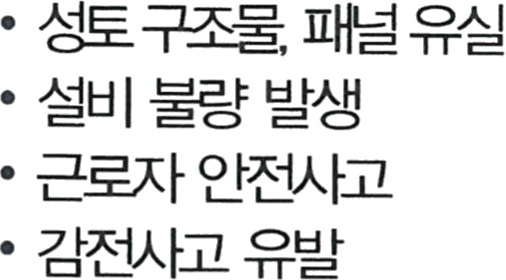 • 성토 구조물, 패널 유실
• 설비 불량 발생
• 근로자 안전사고
• 감전사고 유발